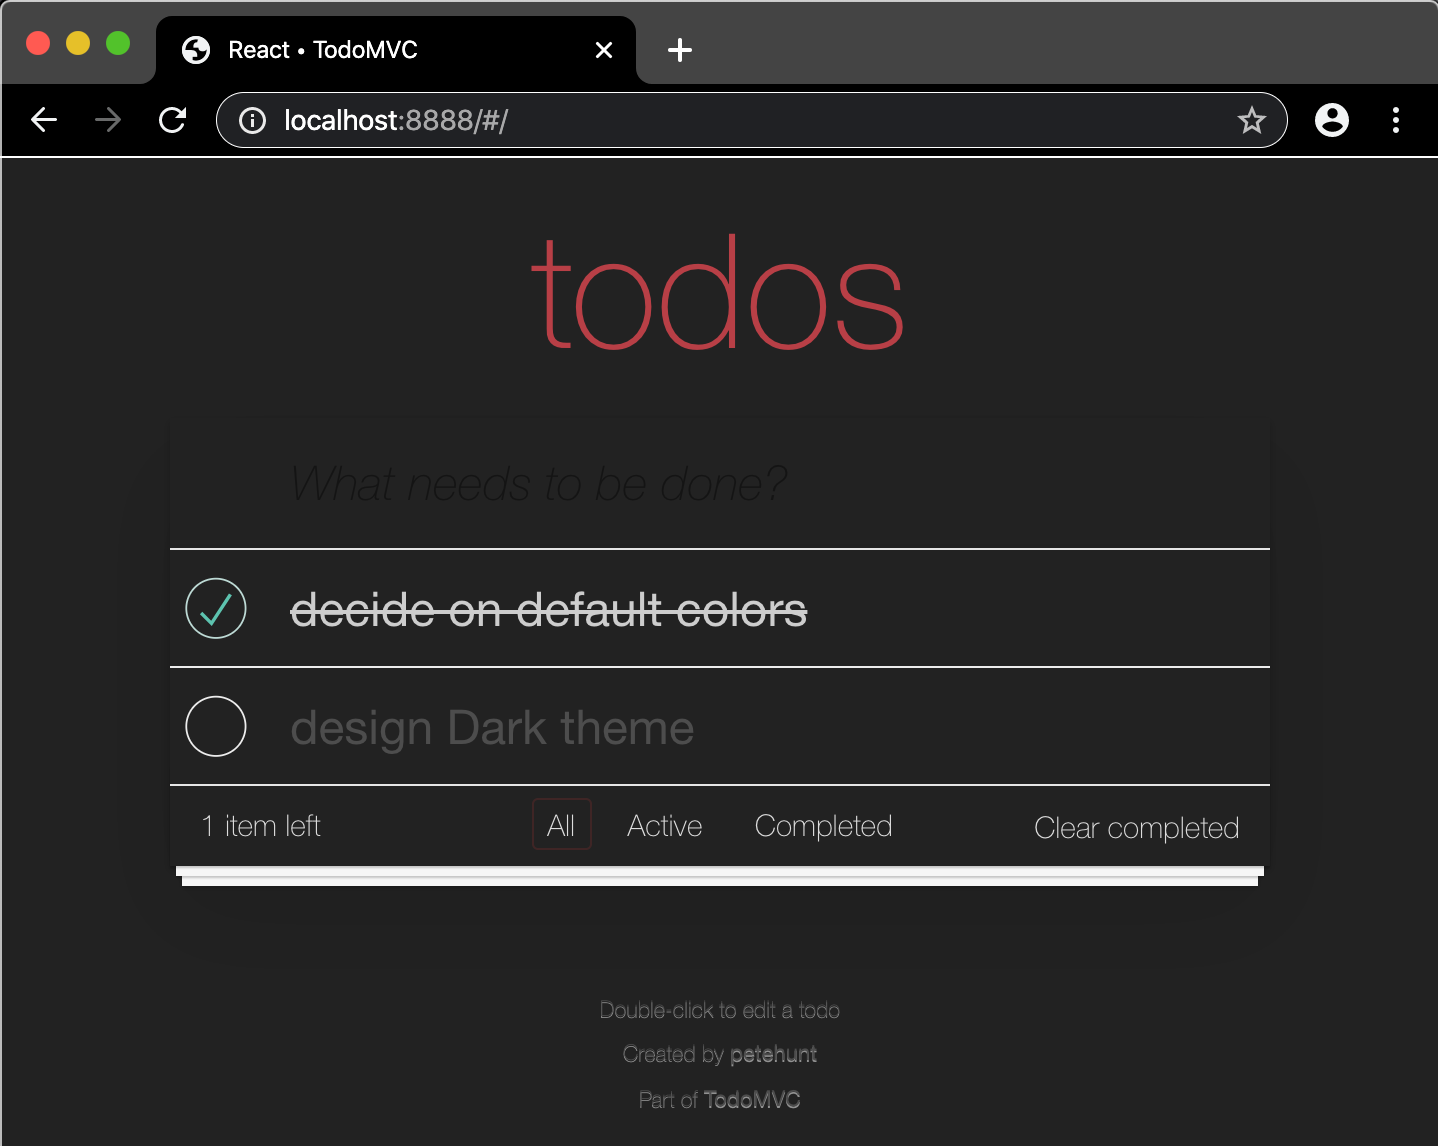 React • TodoMVC
localhost:8888/#/
todos
What needs to be done?
decide on default colors
design Dark theme
1 item left All Active Completed Clear completed
Double-click to edit a todo
Created by petehunt
Part of TodoMVC